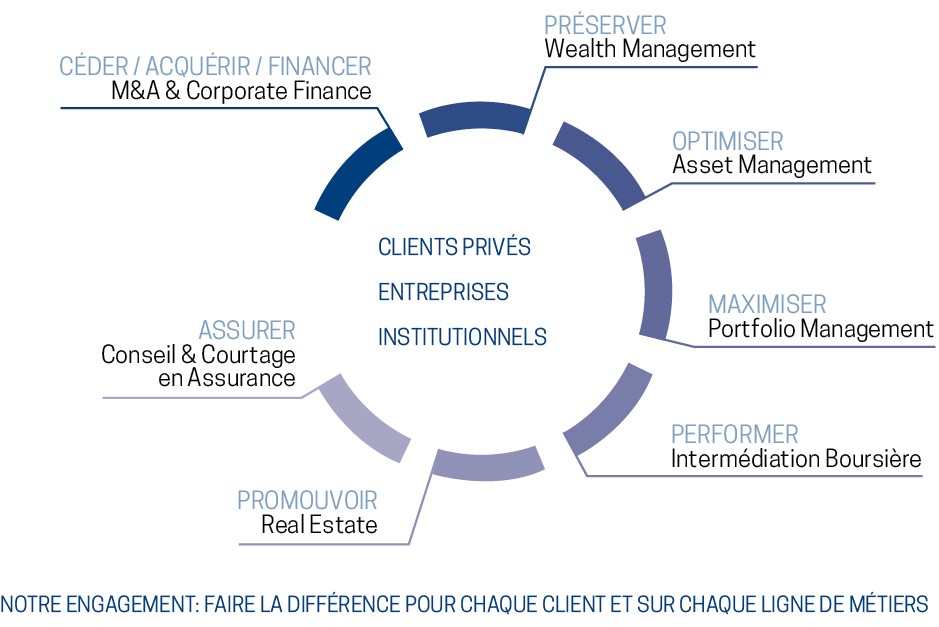 CÉDER / ACQUÉRIR / FINANCER
M&A & Corporate Finance
PRÉSERVER
Wealth Management
OPTIMISER
Asset Management
MAXIMISER
Portfolio Management
PERFORMER
Intermédiation Boursière
PROMOUVOIR
Real Estate
ASSURER
Conseil & Courtage
en Assurance
CLIENTS PRIVÉS
ENTREPRISES
INSTITUTIONNELS
NOTRE ENGAGEMENT: FAIRE LA DIFFÉRENCE POUR CHAQUE CLIENT ET SUR CHAQUE LIGNE DE MÉTIERS